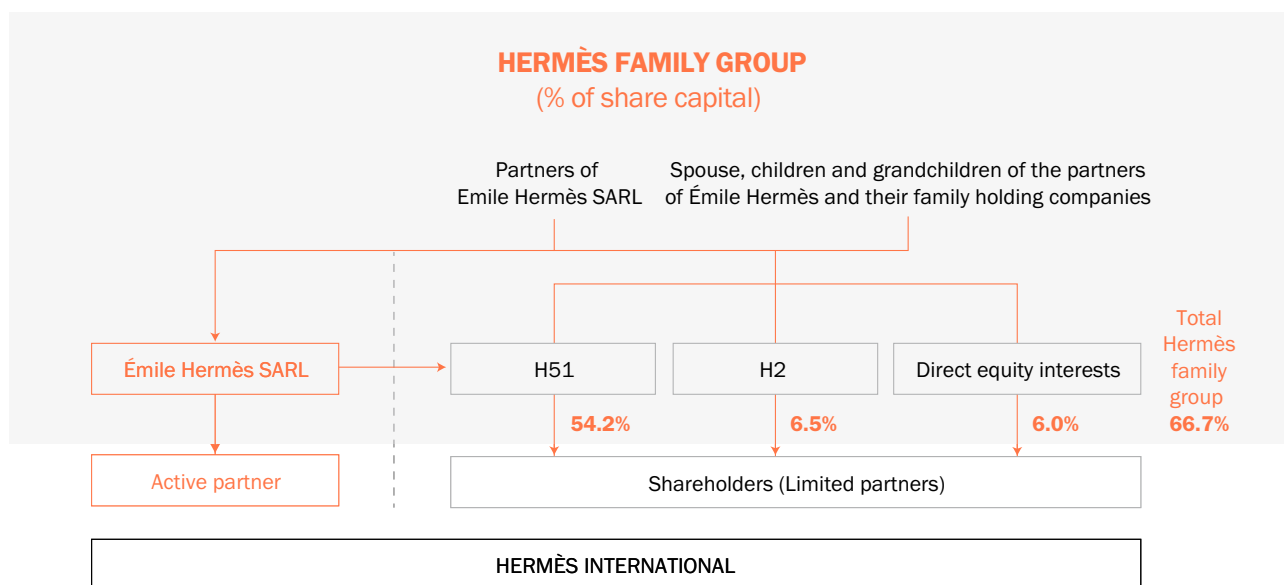 HERMÈS FAMILY GROUP
(% of share capital)
Partners of
Emile Hermès SARL
Spouse, children and grandchildren of the partners
of Émile Hermès and their family holding companies
Émile Hermès SARL
H51
H2
Direct equity interests
Total
Hermès
family
group
66.7%
54.2%
6.5%
6.0%
Active partner
Shareholders (Limited partners)
HERMÈS INTERNATIONAL